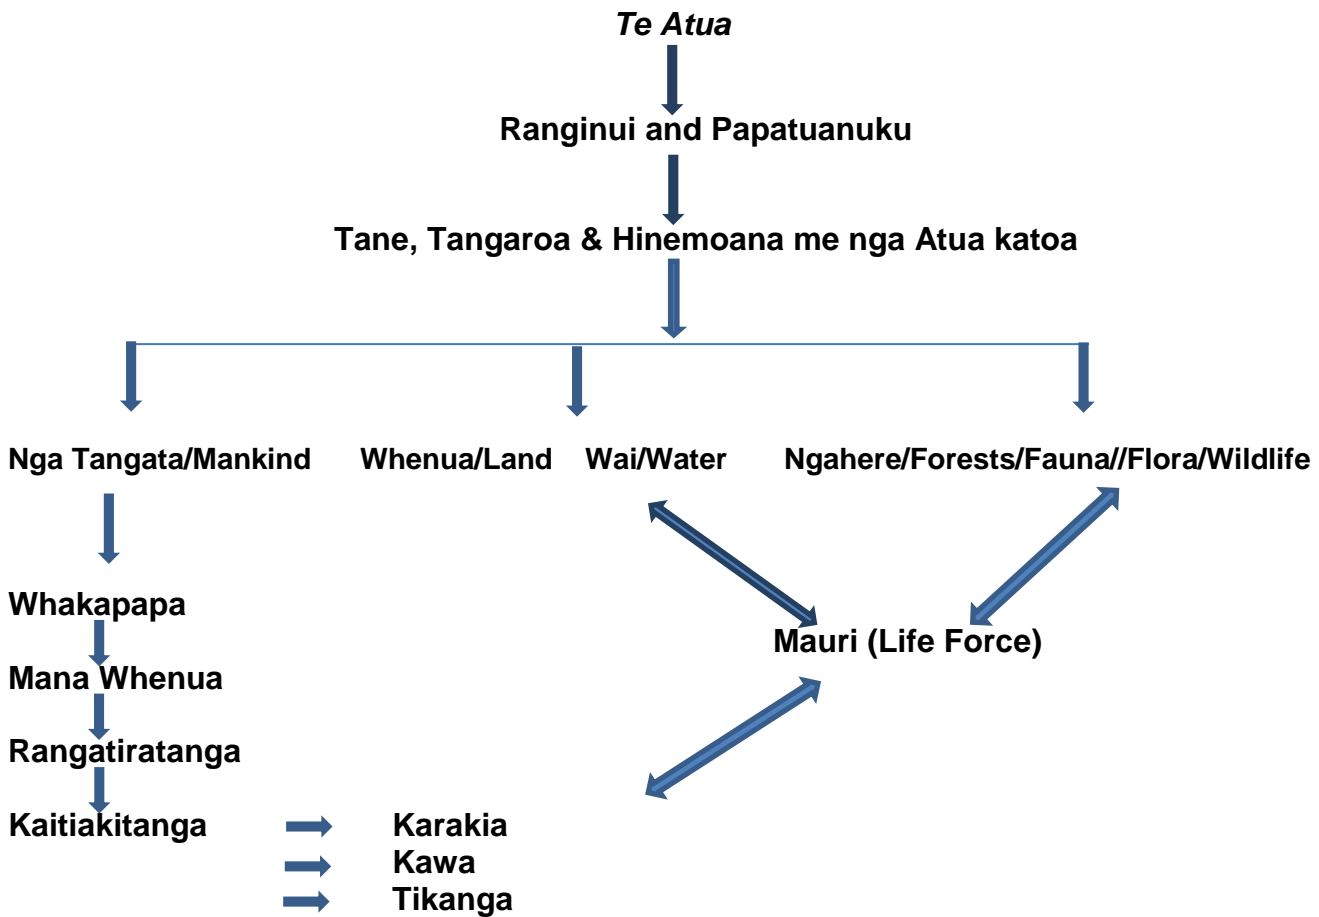 Te Atua
Ranginui and Papatuanuku
Tane, Tangaroa & Hinemoana me nga Atua katoa
Nga Tangata/Mankind Whenua/Land Wai/Water Ngahere/Forests/Fauna//Flora/Wildlife
Whakapapa
Mauri (Life Force)
Mana Whenua
Rangatiratanga
Kaitiakitanga Karakia
Kawa
Tikanga